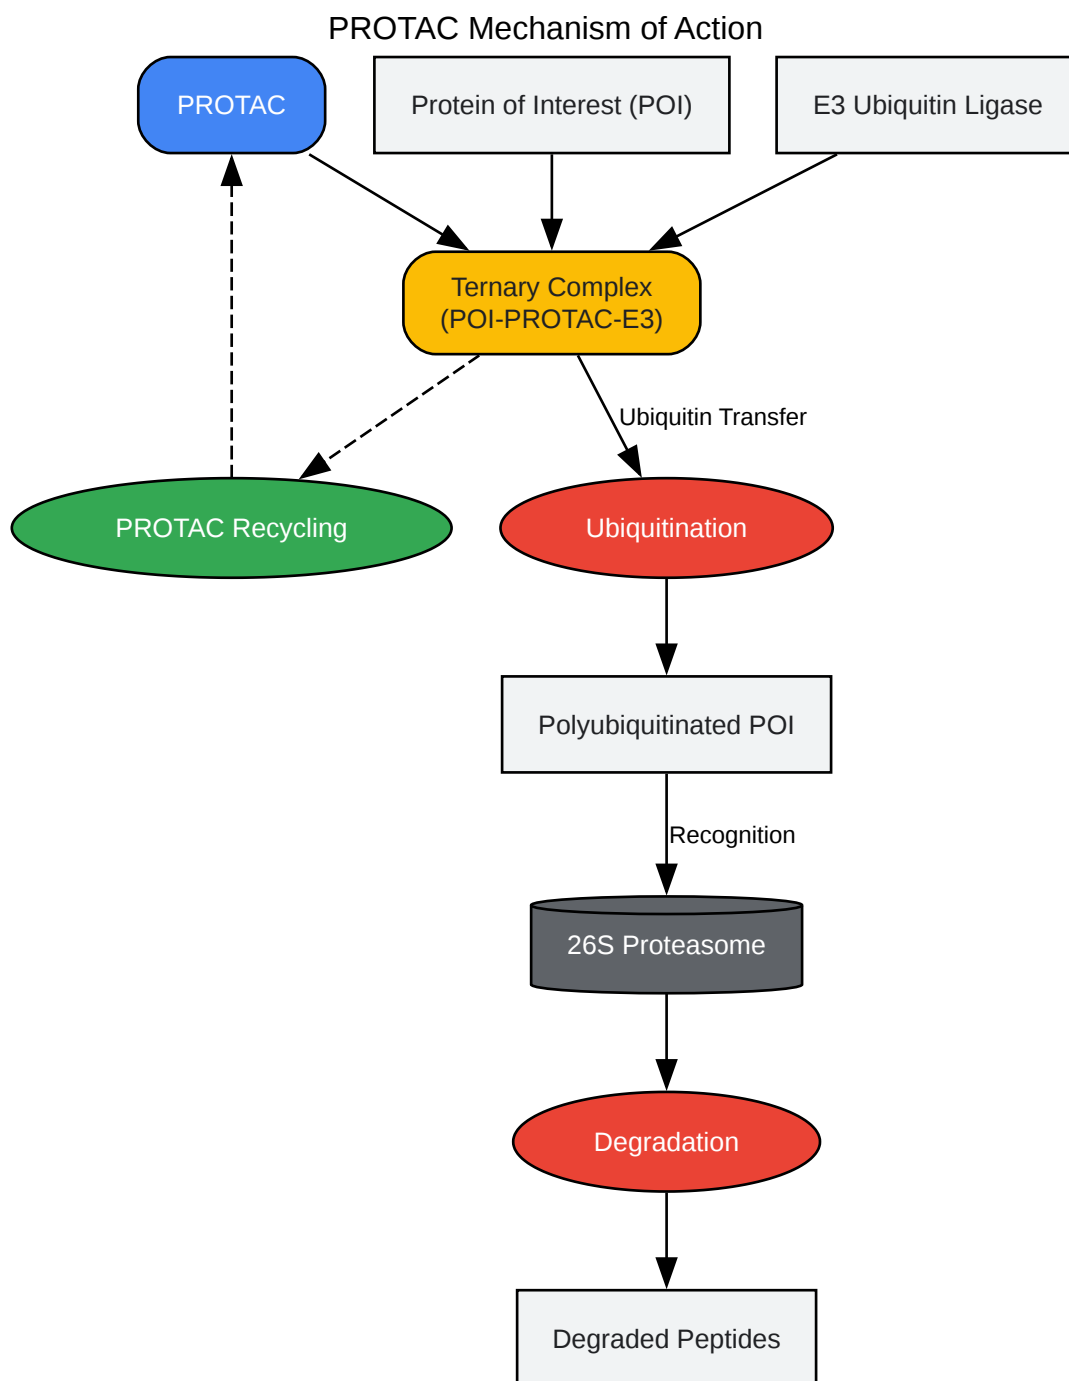 PROTAC Mechanism of Action
PROTAC
Protein of Interest (POI)
E3 Ubiquitin Ligase
Ternary Complex
(POI-PROTAC-E3)
Ubiquitin Transfer
PROTAC Recycling
Ubiquitination
Polyubiquitinated POI
Recognition
26S Proteasome
Degradation
Degraded Peptides